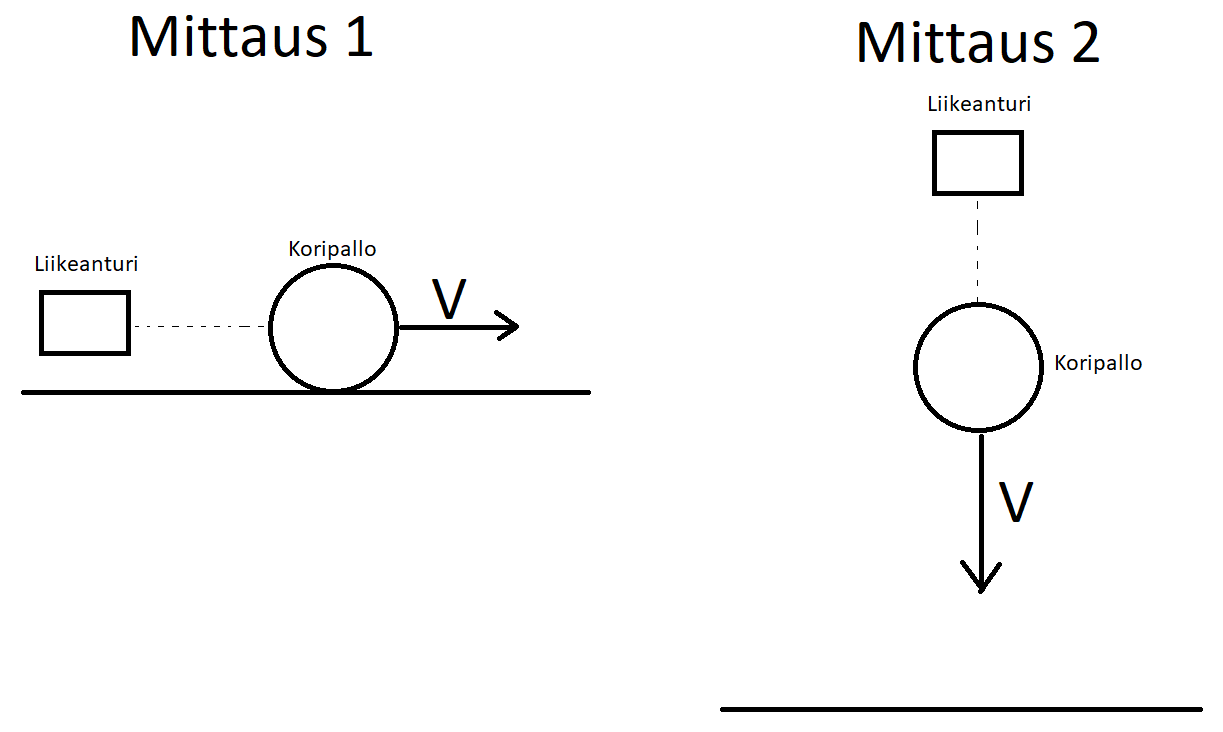 Mittaus 1
Liikeanturi
Koripallo
V
Mittaus 2
Liikeanturi
Koripallo
V